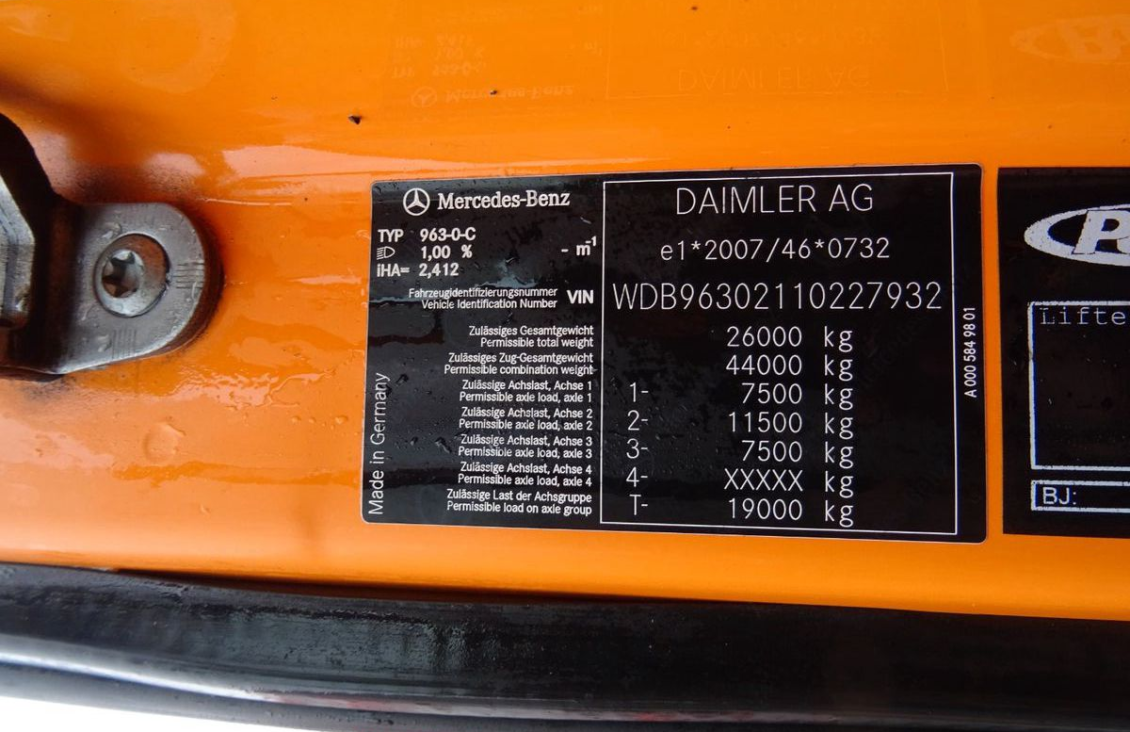 Mercedes-Benz
TYP 963-0-C
1,00 % - m⁻¹
iHA= 2,412
Fahrzeugidentifizierungsnummer
Vehicle Identification Number VIN
DAIMLER AG
e1*2007/46*0732
WDB96302110227932
Zulässiges Gesamtgewicht
Permissible total weight 26000 kg
Zulässiges Zug-Gesamtgewicht
Permissible combination weight 44000 kg
Zulässige Achslast, Achse 1
Permissible axle load, axle 1 1- 7500 kg
Zulässige Achslast, Achse 2
Permissible axle load, axle 2 2- 11500 kg
Zulässige Achslast, Achse 3
Permissible axle load, axle 3 3- 7500 kg
Zulässige Achslast, Achse 4
Permissible axle load, axle 4 4- XXXXX kg
Zulässige Last der Achsgruppe
Permissible load on axle group T- 19000 kg
Made in Germany
A 000 584 98 01
Lifte
BJ: